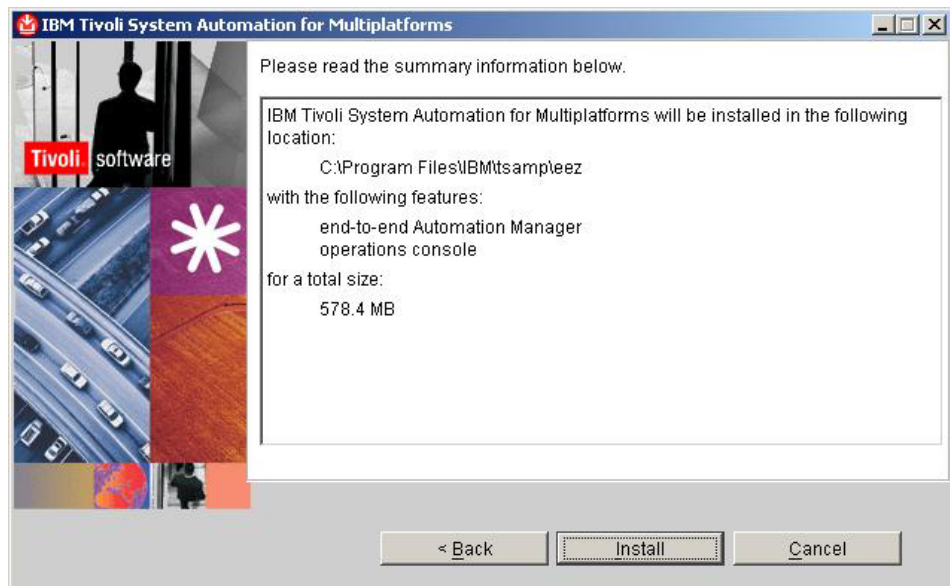 IBM Tivoli System Automation for Multiplatforms
Please read the summary information below.
IBM Tivoli System Automation for Multiplatforms will be installed in the following
location:
C:\Program Files\IBM\tsamp\eez
with the following features:
end-to-end Automation Manager
operations console
for a total size:
578.4 MB
Tivoli. software
< Back
Install
Cancel